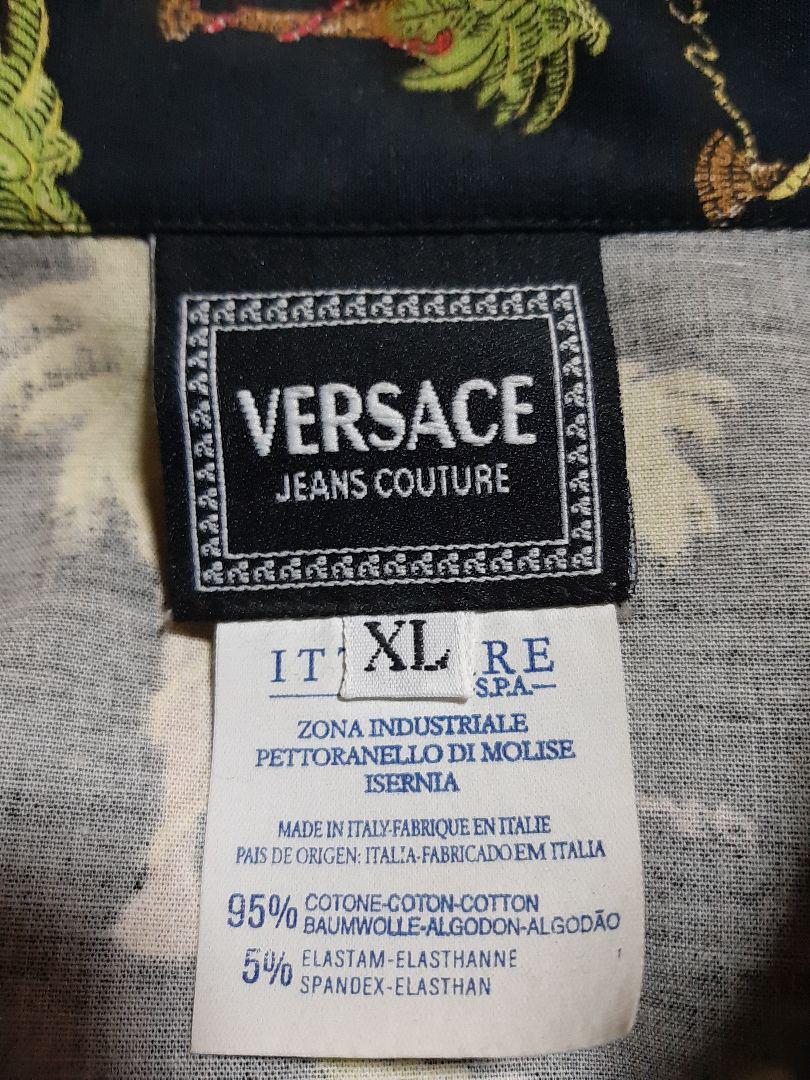 VERSACE
JEANS COUTURE
XL
S.P.A.
ZONA INDUSTRIALE
PETTORANELLO DI MOLISE
ISERNIA
MADE IN ITALY-FABRIQUE EN ITALIE
PAIS DE ORIGEN: ITALIA-FABRICADO EM ITALIA
95% COTONE-COTON-COTTON
BAUMWOLLE-ALGODON-ALGODÃO
5% ELASTAM-ELASTHANNE
SPANDEX-ELASTHAN